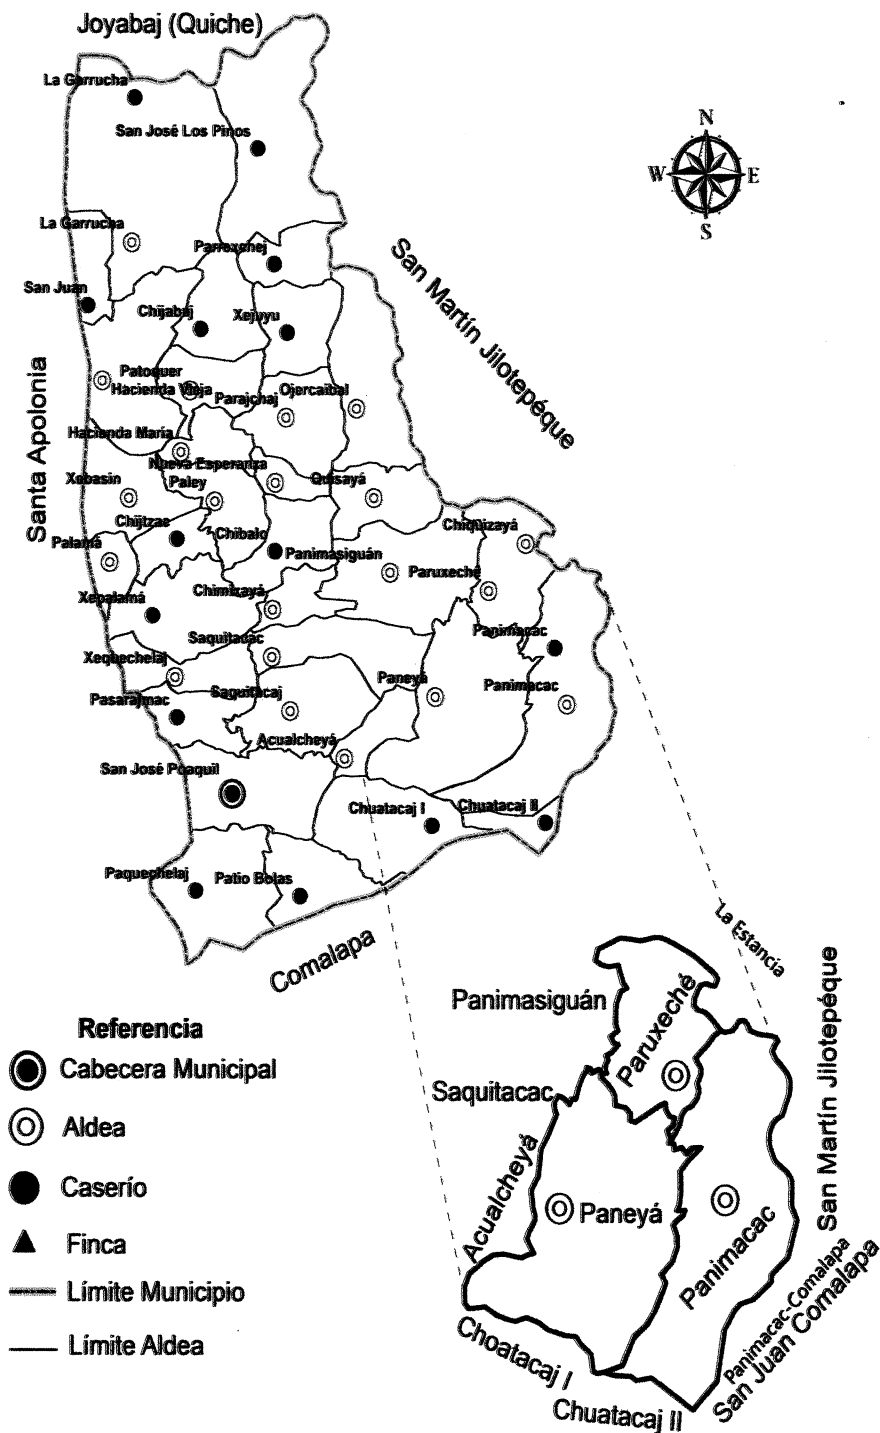 Joyabaj (Quiche)
La Garrucha
San José Los Pinos
N
W
E
S
La Garrucha
Parrexchej
San Martín Jilotepéque
San Juan
Chijabaj
Xejuyu
Santa Apolonia
Patoquer
Hacienda Vieja
Parajchaj
Ojercaibal
Hacienda María
Nueva Esperanza
Xebasin
Paley
Quisayá
Chijtzac
Chibalo
Chiquizayá
Palamá
Panimasiguán
Paruxeché
Xepalamá
Chimizayá
Saquitacac
Panimacac
Xequechelaj
Saguitacaj
Paneyá
Panimacac
Pasarajmac
Acualcheyá
San José Poaquil
Chuatacaj I
Chuatacaj II
Paquechelaj
Patio Bolas
Comalapa
La Estancia
Referencia
Cabecera Municipal
Aldea
Caserío
Finca
Límite Municipio
Límite Aldea
Panimasiguán
Paruxeché
Saquitacac
San Martín Jilotepéque
Acualcheyá
Paneyá
Panimacac
Panimacac-Comalapa
San Juan Comalapa
Choatacaj I
Chuatacaj II